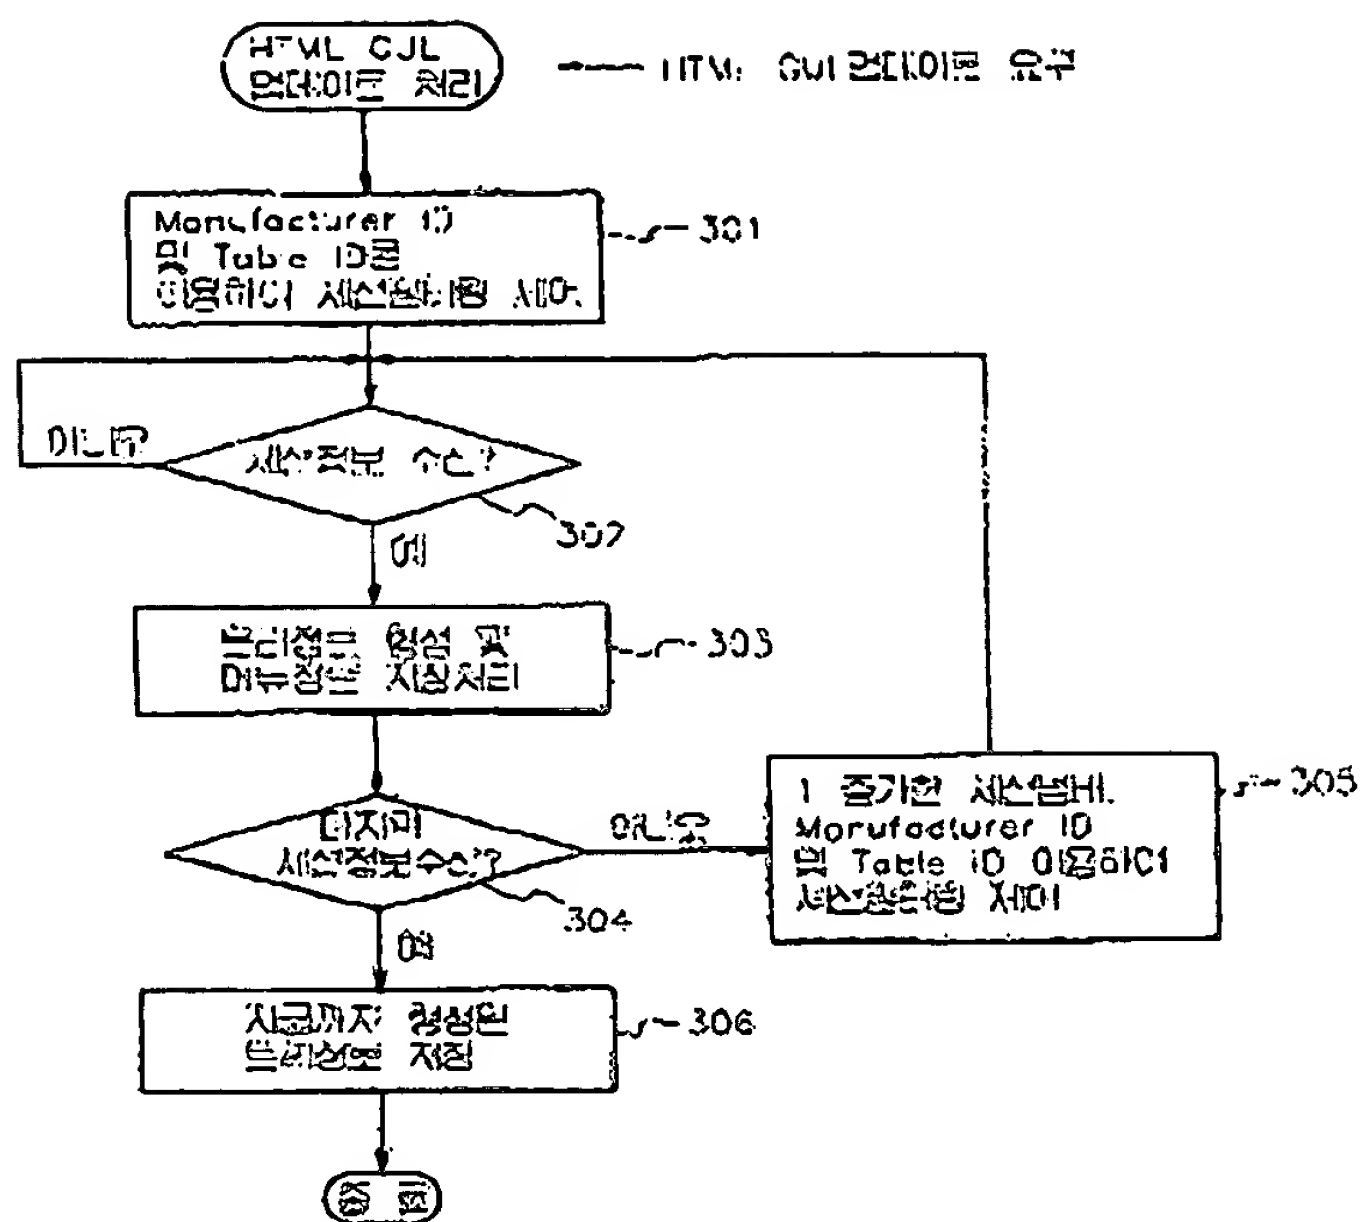 HTML GUI
업데이트 처리
HTML GUI 업데이트 요구
Manufacturer ID
및 Table ID를
이용하여 섹션필터링 제어
301
아니요
섹션정보 수신?
302
예
트리정보 형성 및
메뉴정보 저장처리
303
마지막
섹션정보수신?
아니요
304
예
1 증가한 섹션넘버,
Manufacturer ID
및 Table ID 이용하여
섹션필터링 제어
305
지금까지 형성된
트리정보 저장
306
종 료